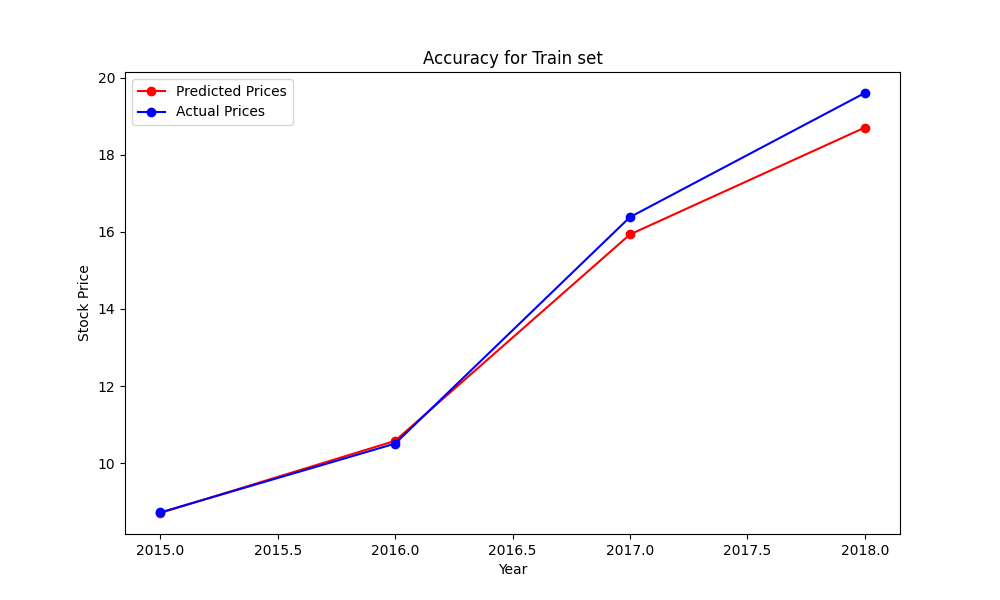 Accuracy for Train set
Predicted Prices
Actual Prices
20
18
16
14
12
10
Stock Price
2015.0 2015.5 2016.0 2016.5 2017.0 2017.5 2018.0
Year